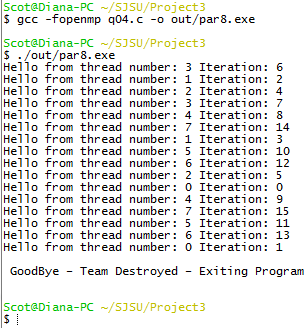 Scot@Diana-PC ~/SJSU/Project3
$ gcc -fopenmp q04.c -o out/par8.exe
Scot@Diana-PC ~/SJSU/Project3
$ ./out/par8.exe
Hello from thread number: 3 Iteration: 6
Hello from thread number: 1 Iteration: 2
Hello from thread number: 2 Iteration: 4
Hello from thread number: 3 Iteration: 7
Hello from thread number: 4 Iteration: 8
Hello from thread number: 7 Iteration: 14
Hello from thread number: 1 Iteration: 3
Hello from thread number: 5 Iteration: 10
Hello from thread number: 6 Iteration: 12
Hello from thread number: 2 Iteration: 5
Hello from thread number: 0 Iteration: 0
Hello from thread number: 4 Iteration: 9
Hello from thread number: 7 Iteration: 15
Hello from thread number: 5 Iteration: 11
Hello from thread number: 6 Iteration: 13
Hello from thread number: 0 Iteration: 1
GoodBye – Team Destroyed – Exiting Program
Scot@Diana-PC ~/SJSU/Project3
$